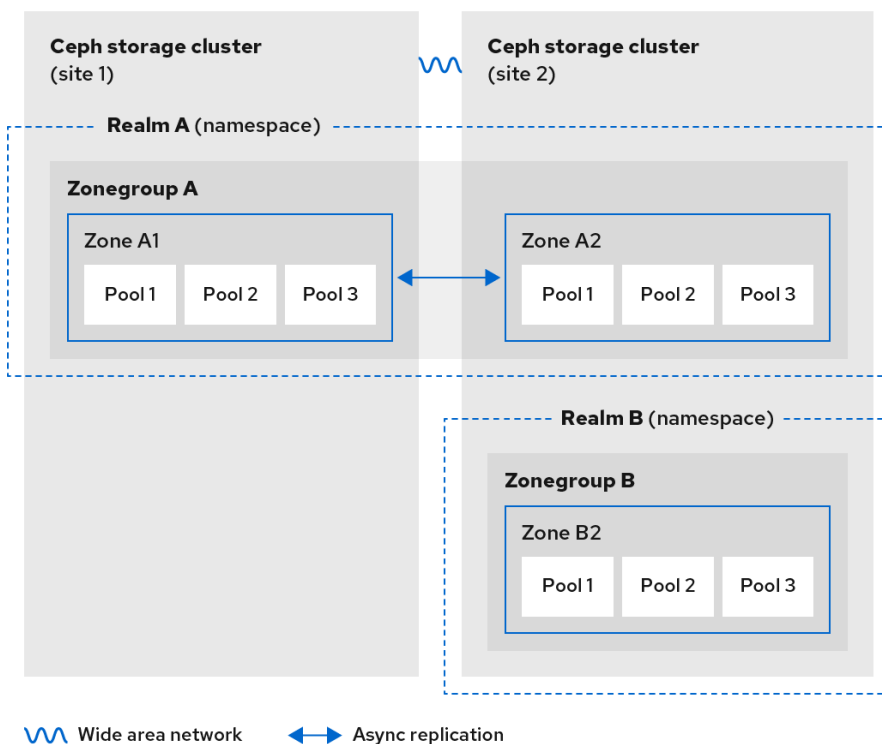 Ceph storage cluster
(site 1)
Ceph storage cluster
(site 2)
Realm A (namespace)
Zonegroup A
Zone A1
Pool 1
Pool 2
Pool 3
Zone A2
Pool 1
Pool 2
Pool 3
Realm B (namespace)
Zonegroup B
Zone B2
Pool 1
Pool 2
Pool 3
Wide area network
Async replication